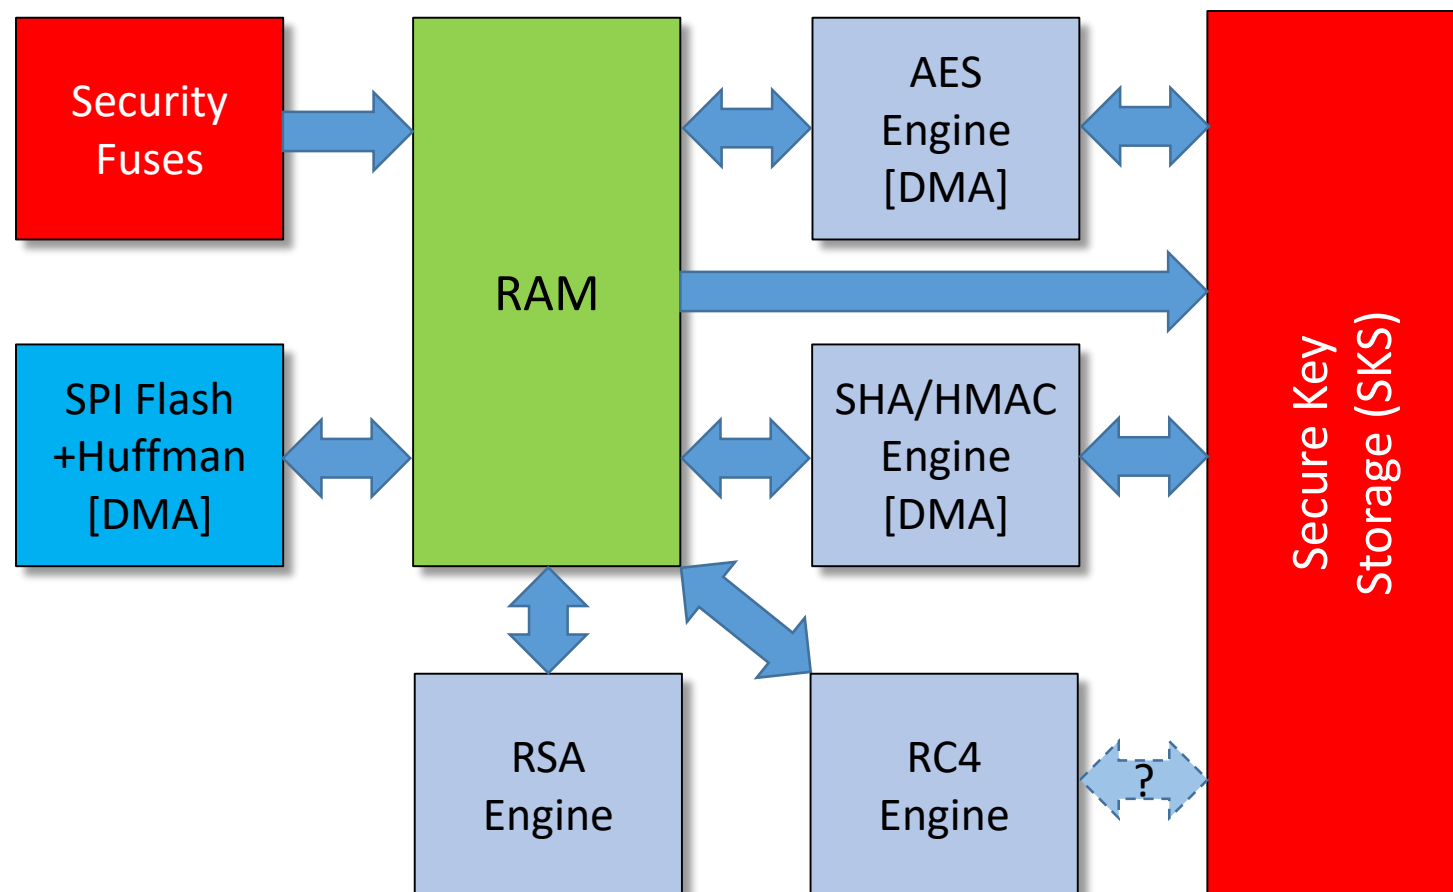 Security
Fuses
RAM
AES
Engine
[DMA]
SPI Flash
+Huffman
[DMA]
SHA/HMAC
Engine
[DMA]
Secure Key
Storage (SKS)
RSA
Engine
RC4
Engine
?